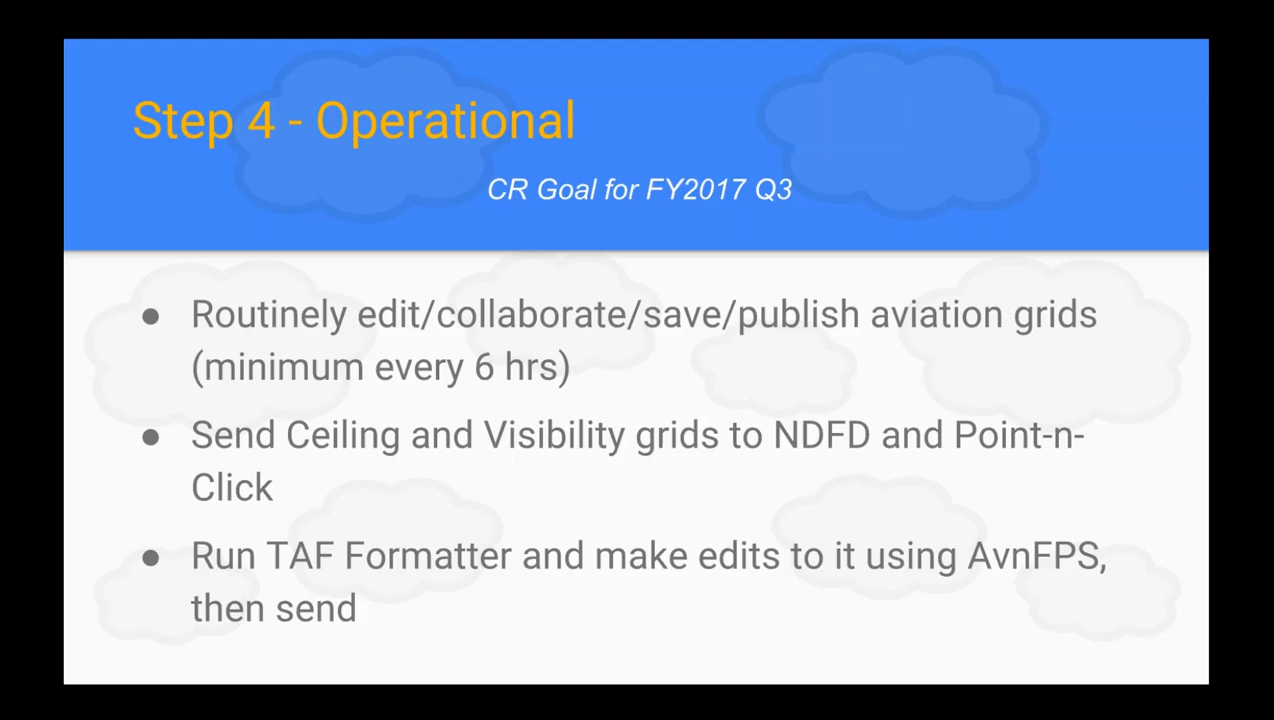 Step 4 - Operational
CR Goal for FY2017 Q3
● Routinely edit/collaborate/save/publish aviation grids
(minimum every 6 hrs)
● Send Ceiling and Visibility grids to NDFD and Point-n-
Click
● Run TAF Formatter and make edits to it using AvnFPS,
then send